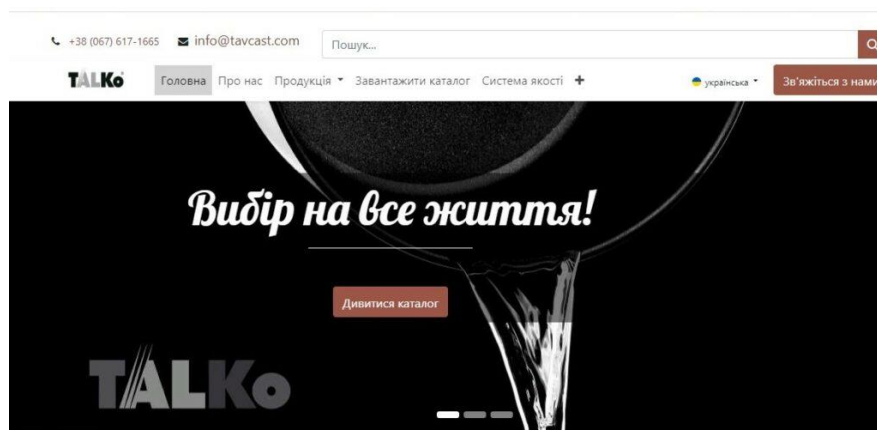 +38 (067) 617-1665 info@tavcast.com Пошук...
TALKo Головна Про нас Продукція Завантажити каталог Система якості + українська Зв'яжіться з нами
Вибір на все життя!
Дивитися каталог
TALKo